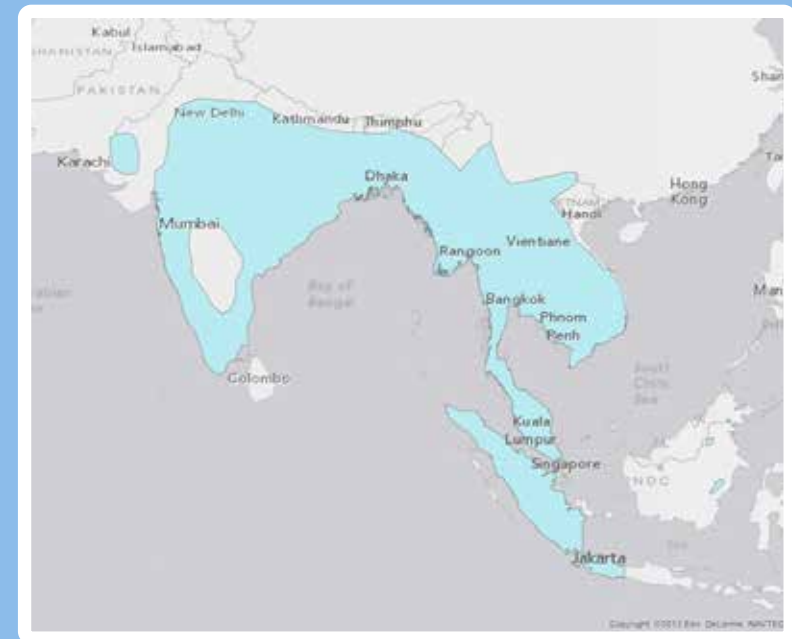 Kabul
Islamabad
PAKISTAN
New Delhi
Kathmandu
Thimphu
Karachi
Dhaka
Hong
Kong
Hanoi
Mumbai
Vientiane
Rangoon
Bay of
Bengal
Bangkok
Phnom
Penh
South
China
Sea
Colombo
Kuala
Lumpur
Singapore
Jakarta